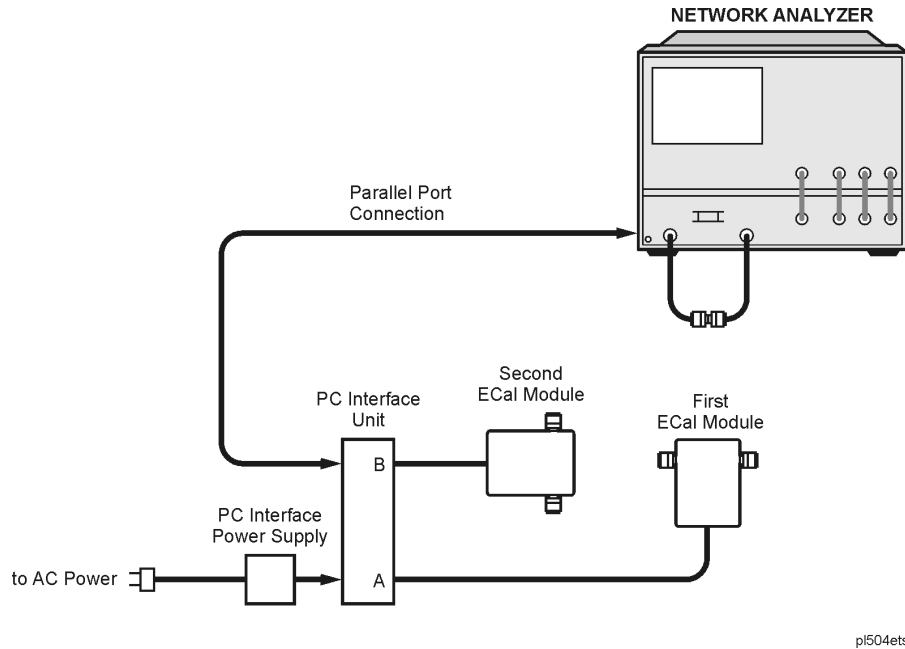 NETWORK ANALYZER
Parallel Port
Connection
Second
ECal Module
First
ECal Module
PC Interface
Unit
B
PC Interface
Power Supply
to AC Power
A
pl504ets